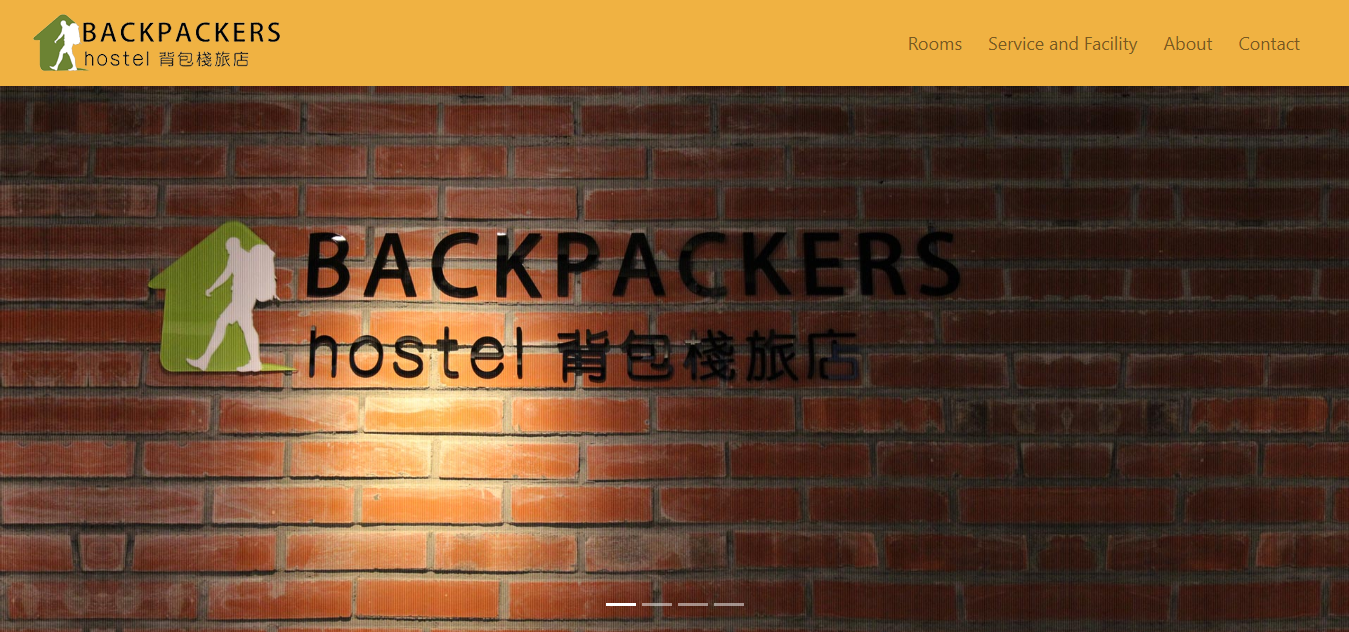 BACKPACKERS
hostel 背包棧旅店
Rooms
Service and Facility
About
Contact
BACKPACKERS
hostel 背包棧旅店